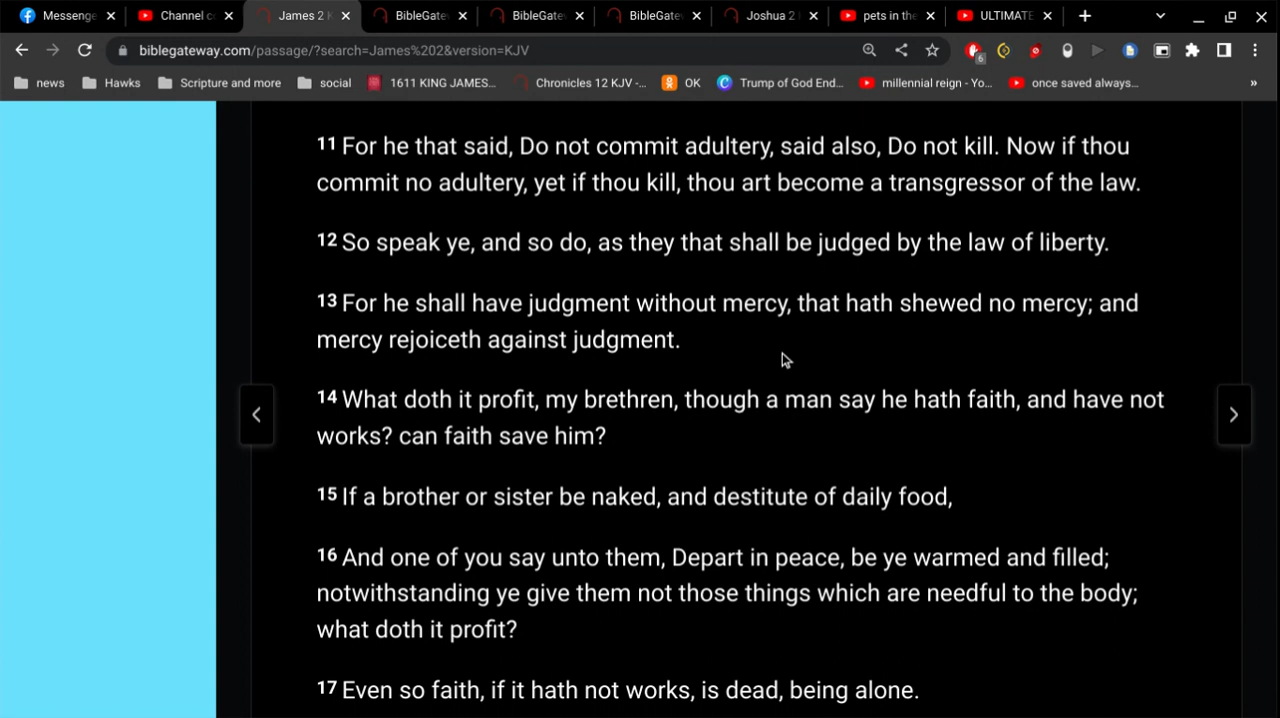 Messenge Channel c James 2 K BibleGatew BibleGate BibleGatew Joshua 2 pets in the ULTIMATE
biblegateway.com/passage/?search=James%202&version=KJV 6
news Hawks Scripture and more social 1611 KING JAMES... Chronicles 12 KJV -... OK Trump of God End... millennial reign - Yo... once saved always... »
11 For he that said, Do not commit adultery, said also, Do not kill. Now if thou
commit no adultery, yet if thou kill, thou art become a transgressor of the law.
12 So speak ye, and so do, as they that shall be judged by the law of liberty.
13 For he shall have judgment without mercy, that hath shewed no mercy; and
mercy rejoiceth against judgment.
14 What doth it profit, my brethren, though a man say he hath faith, and have not
works? can faith save him?
15 If a brother or sister be naked, and destitute of daily food,
16 And one of you say unto them, Depart in peace, be ye warmed and filled;
notwithstanding ye give them not those things which are needful to the body;
what doth it profit?
17 Even so faith, if it hath not works, is dead, being alone.